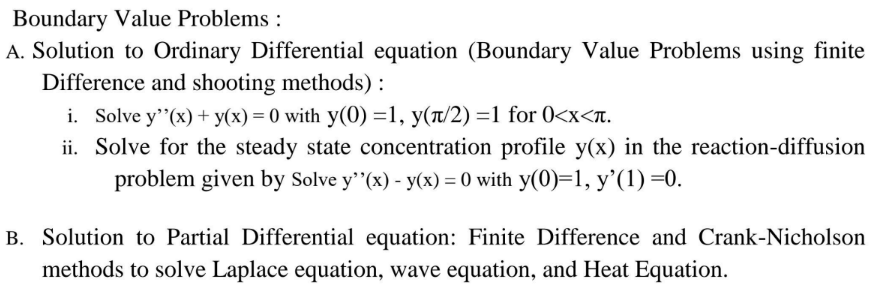 Boundary Value Problems :
A. Solution to Ordinary Differential equation (Boundary Value Problems using finite
Difference and shooting methods) :
i. Solve y’’(x) + y(x) = 0 with y(0) =1, y(π/2) =1 for 0<x<π.
ii. Solve for the steady state concentration profile y(x) in the reaction-diffusion
problem given by Solve y’’(x) - y(x) = 0 with y(0)=1, y’(1) =0.
B. Solution to Partial Differential equation: Finite Difference and Crank-Nicholson
methods to solve Laplace equation, wave equation, and Heat Equation.